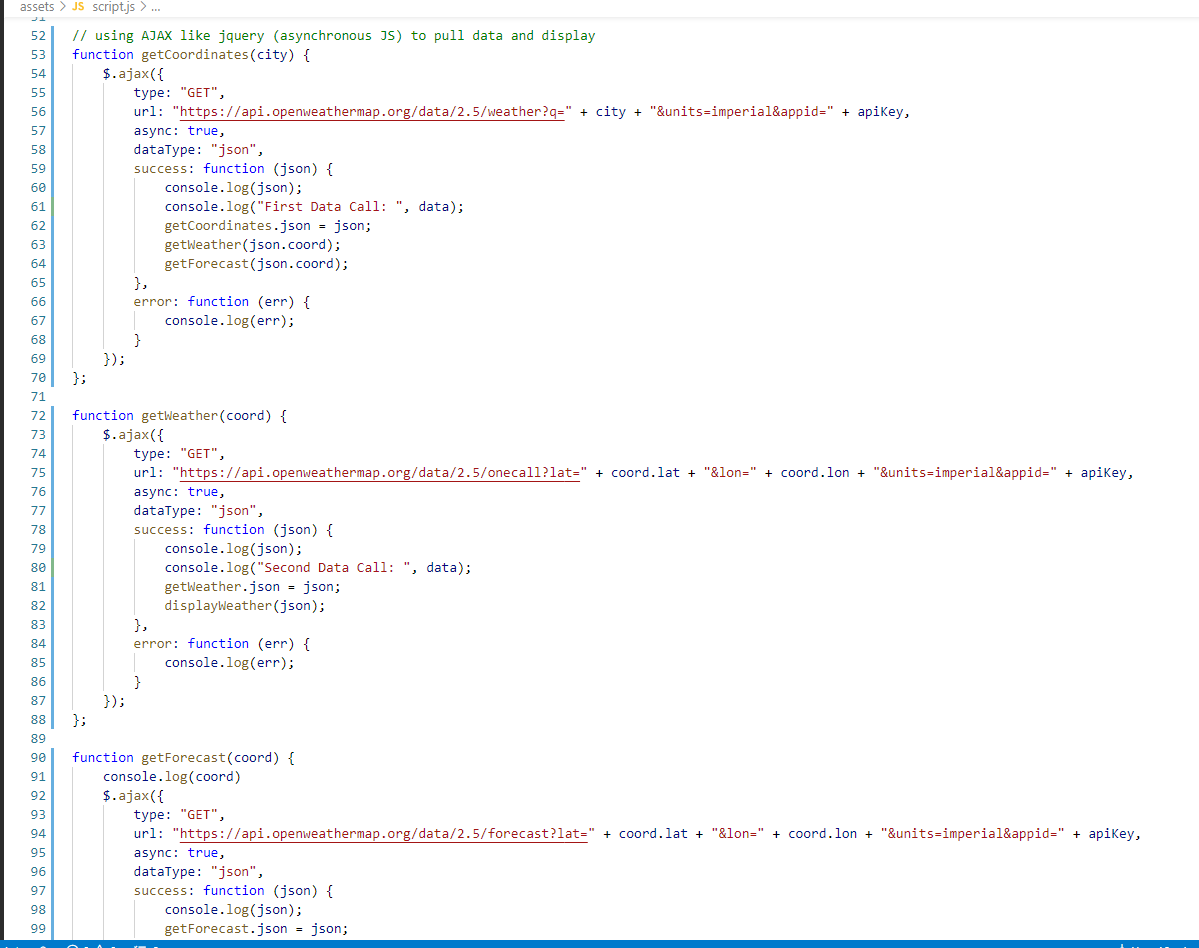 assets > JS script.js > ...
51
52 // using AJAX like jquery (asynchronous JS) to pull data and display
53 function getCoordinates(city) {
54     $.ajax({
55         type: "GET",
56         url: "https://api.openweathermap.org/data/2.5/weather?q=" + city + "&units=imperial&appid=" + apiKey,
57         async: true,
58         dataType: "json",
59         success: function (json) {
60             console.log(json);
61             console.log("First Data Call: ", data);
62             getCoordinates.json = json;
63             getWeather(json.coord);
64             getForecast(json.coord);
65         },
66         error: function (err) {
67             console.log(err);
68         }
69     });
70 };
71
72 function getWeather(coord) {
73     $.ajax({
74         type: "GET",
75         url: "https://api.openweathermap.org/data/2.5/onecall?lat=" + coord.lat + "&lon=" + coord.lon + "&units=imperial&appid=" + apiKey,
76         async: true,
77         dataType: "json",
78         success: function (json) {
79             console.log(json);
80             console.log("Second Data Call: ", data);
81             getWeather.json = json;
82             displayWeather(json);
83         },
84         error: function (err) {
85             console.log(err);
86         }
87     });
88 };
89
90 function getForecast(coord) {
91     console.log(coord)
92     $.ajax({
93         type: "GET",
94         url: "https://api.openweathermap.org/data/2.5/forecast?lat=" + coord.lat + "&lon=" + coord.lon + "&units=imperial&appid=" + apiKey,
95         async: true,
96         dataType: "json",
97         success: function (json) {
98             console.log(json);
99             getForecast.json = json;